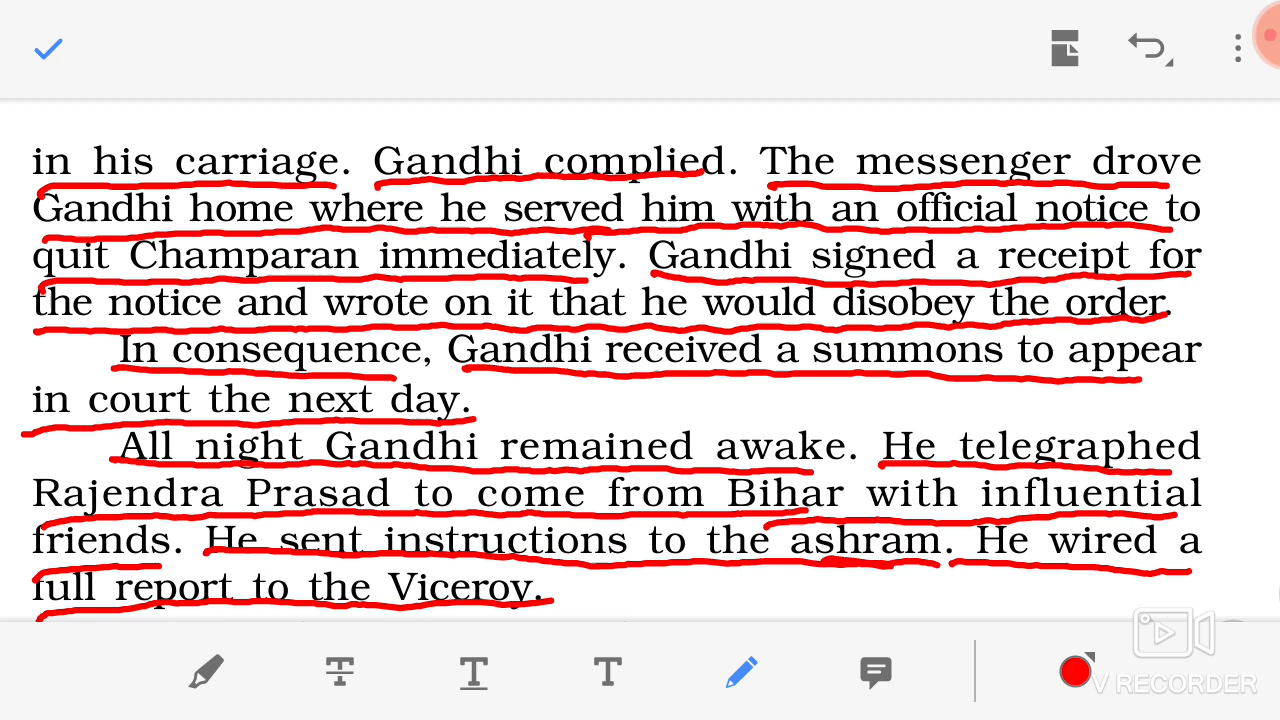 in his carriage. Gandhi complied. The messenger drove
Gandhi home where he served him with an official notice to
quit Champaran immediately. Gandhi signed a receipt for
the notice and wrote on it that he would disobey the order.
In consequence, Gandhi received a summons to appear
in court the next day.
All night Gandhi remained awake. He telegraphed
Rajendra Prasad to come from Bihar with influential
friends. He sent instructions to the ashram. He wired a
full report to the Viceroy.
V RECORDER